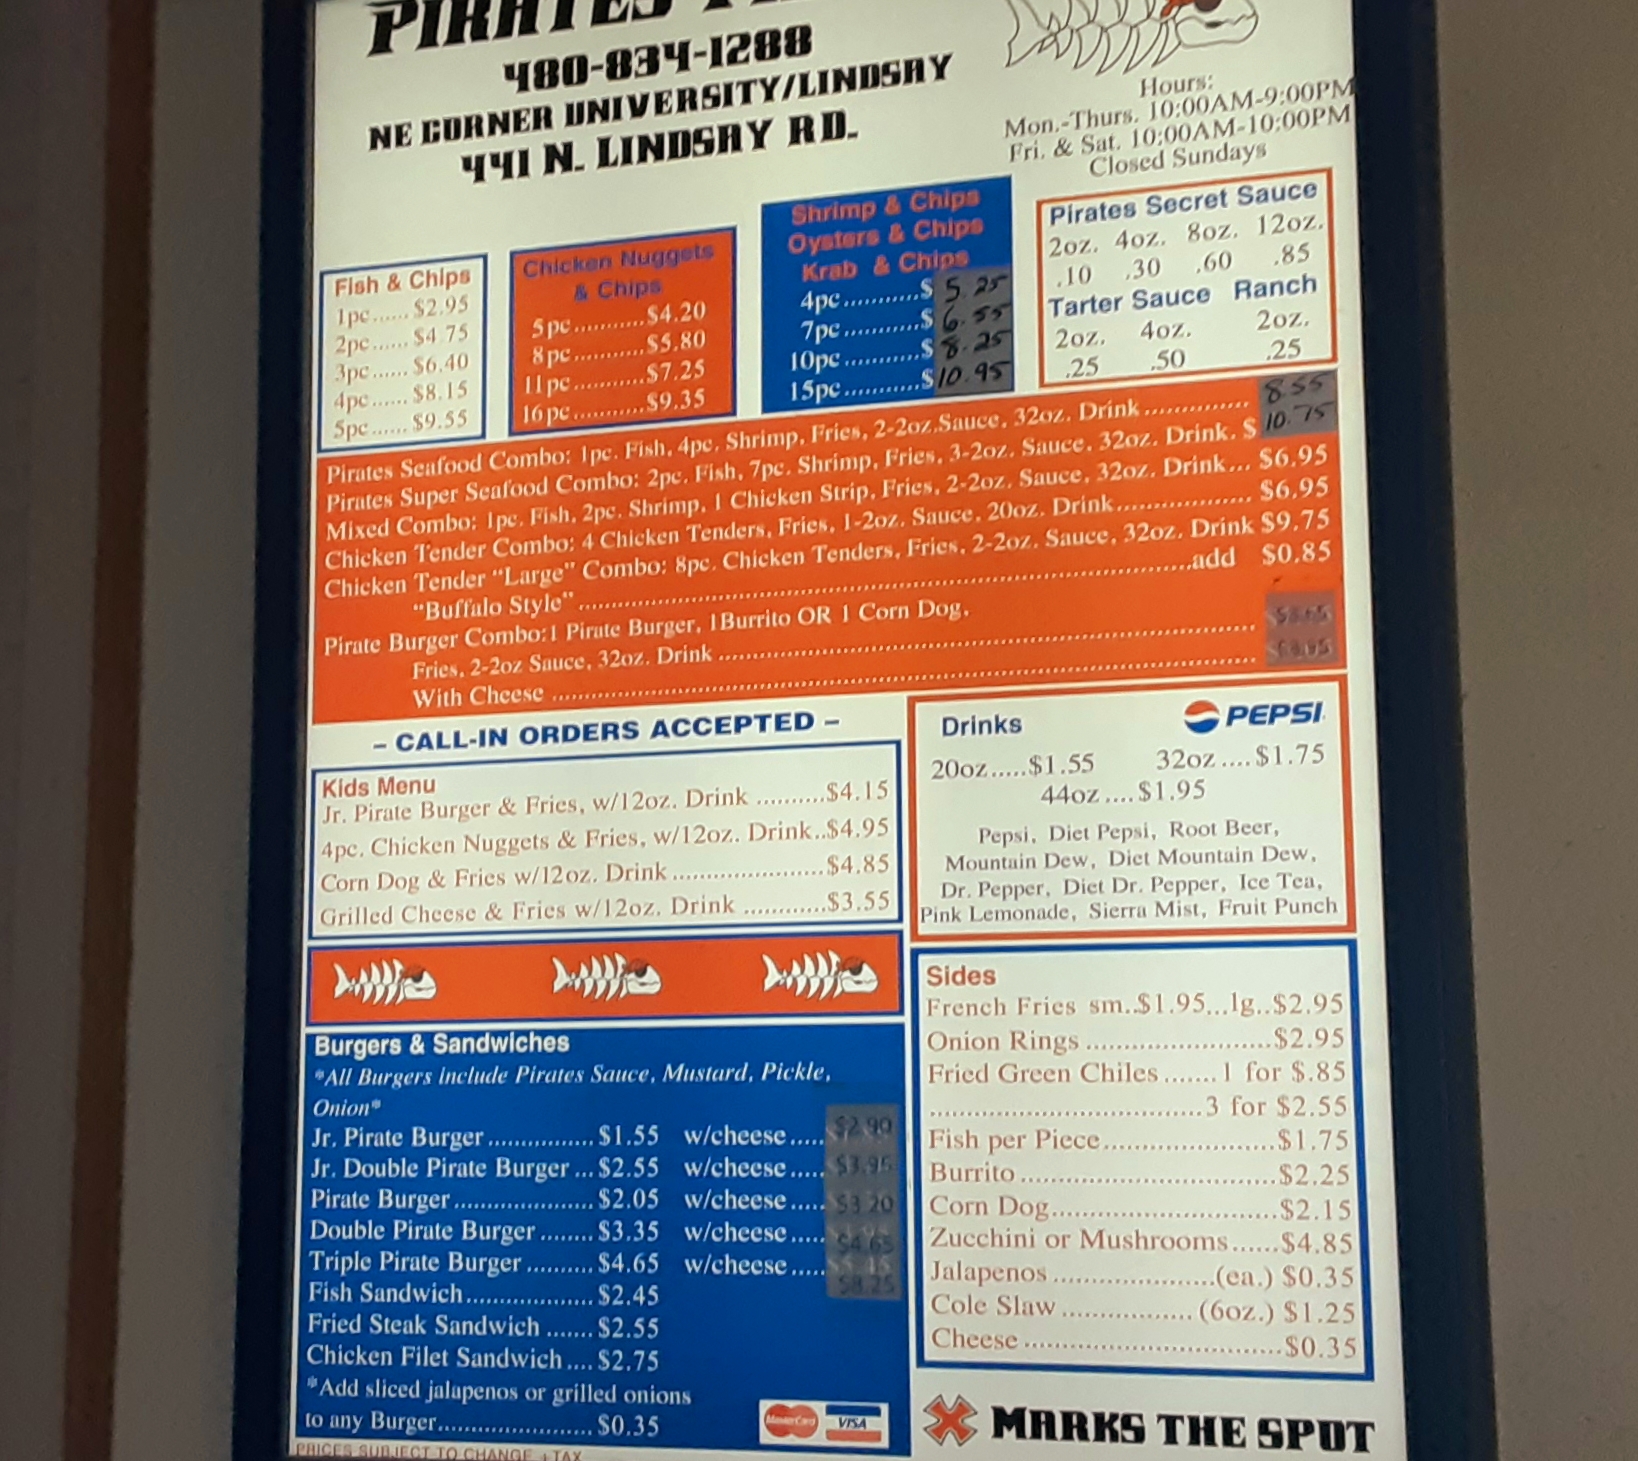 PIRATES
480-834-1288
NE CORNER UNIVERSITY/LINDSAY
441 N. LINDSAY RD.
Hours:
Mon.-Thurs. 10:00AM-9:00PM
Fri. & Sat. 10:00AM-10:00PM
Closed Sundays
Fish & Chips
1pc...... $2.95
2pc...... $4.75
3pc...... $6.40
4pc...... $8.15
5pc...... $9.55
Chicken Nuggets
& Chips
5pc...........$4.20
8pc...........$5.80
11pc...........$7.25
16pc...........$9.35
Shrimp & Chips
Oysters & Chips
Krab & Chips
4pc...........$ 5.25
7pc...........$ 6.55
10pc...........$ 8.25
15pc...........$ 10.95
Pirates Secret Sauce
2oz. 4oz. 8oz. 12oz.
.10 .30 .60 .85
Tarter Sauce Ranch
2oz. 4oz. 2oz.
.25 .50 .25
Pirates Seafood Combo: 1pc. Fish, 4pc. Shrimp, Fries, 2-2oz.Sauce, 32oz. Drink .............. 8.55
Pirates Super Seafood Combo: 2pc. Fish, 7pc. Shrimp, Fries, 3-2oz. Sauce, 32oz. Drink. $ 10.75
Mixed Combo: 1pc. Fish, 2pc. Shrimp, 1 Chicken Strip, Fries, 2-2oz. Sauce, 32oz. Drink... $6.95
Chicken Tender Combo: 4 Chicken Tenders, Fries, 1-2oz. Sauce, 20oz. Drink.................. $6.95
Chicken Tender "Large" Combo: 8pc. Chicken Tenders, Fries, 2-2oz. Sauce, 32oz. Drink $9.75
"Buffalo Style" ..........................................................add $0.85
Pirate Burger Combo:1 Pirate Burger, 1Burrito OR 1 Corn Dog,
Fries, 2-2oz Sauce, 32oz. Drink ..........................................................
With Cheese ..........................................................
– CALL-IN ORDERS ACCEPTED –
Kids Menu
Jr. Pirate Burger & Fries, w/12oz. Drink ..........$4.15
4pc. Chicken Nuggets & Fries, w/12oz. Drink..$4.95
Corn Dog & Fries w/12oz. Drink ......................$4.85
Grilled Cheese & Fries w/12oz. Drink ............$3.55
Drinks
PEPSI
20oz.....$1.55 32oz....$1.75
44oz....$1.95
Pepsi, Diet Pepsi, Root Beer,
Mountain Dew, Diet Mountain Dew,
Dr. Pepper, Diet Dr. Pepper, Ice Tea,
Pink Lemonade, Sierra Mist, Fruit Punch
Burgers & Sandwiches
*All Burgers include Pirates Sauce, Mustard, Pickle,
Onion*
Jr. Pirate Burger................ $1.55 w/cheese..... $2.90
Jr. Double Pirate Burger ... $2.55 w/cheese..... $3.95
Pirate Burger..................... $2.05 w/cheese..... $3.20
Double Pirate Burger ........ $3.35 w/cheese..... $4.65
Triple Pirate Burger .......... $4.65 w/cheese.....
Fish Sandwich................... $2.45
Fried Steak Sandwich ....... $2.55
Chicken Filet Sandwich .... $2.75
*Add sliced jalapenos or grilled onions
to any Burger....................... $0.35
MasterCard
VISA
PRICES SUBJECT TO CHANGE + TAX
Sides
French Fries sm..$1.95...lg..$2.95
Onion Rings ..........................$2.95
Fried Green Chiles ....... 1 for $.85
....................................... 3 for $2.55
Fish per Piece.........................$1.75
Burrito ....................................$2.25
Corn Dog................................$2.15
Zucchini or Mushrooms......$4.85
Jalapenos .......................(ea.) $0.35
Cole Slaw ................... (6oz.) $1.25
Cheese .....................................$0.35
X MARKS THE SPOT